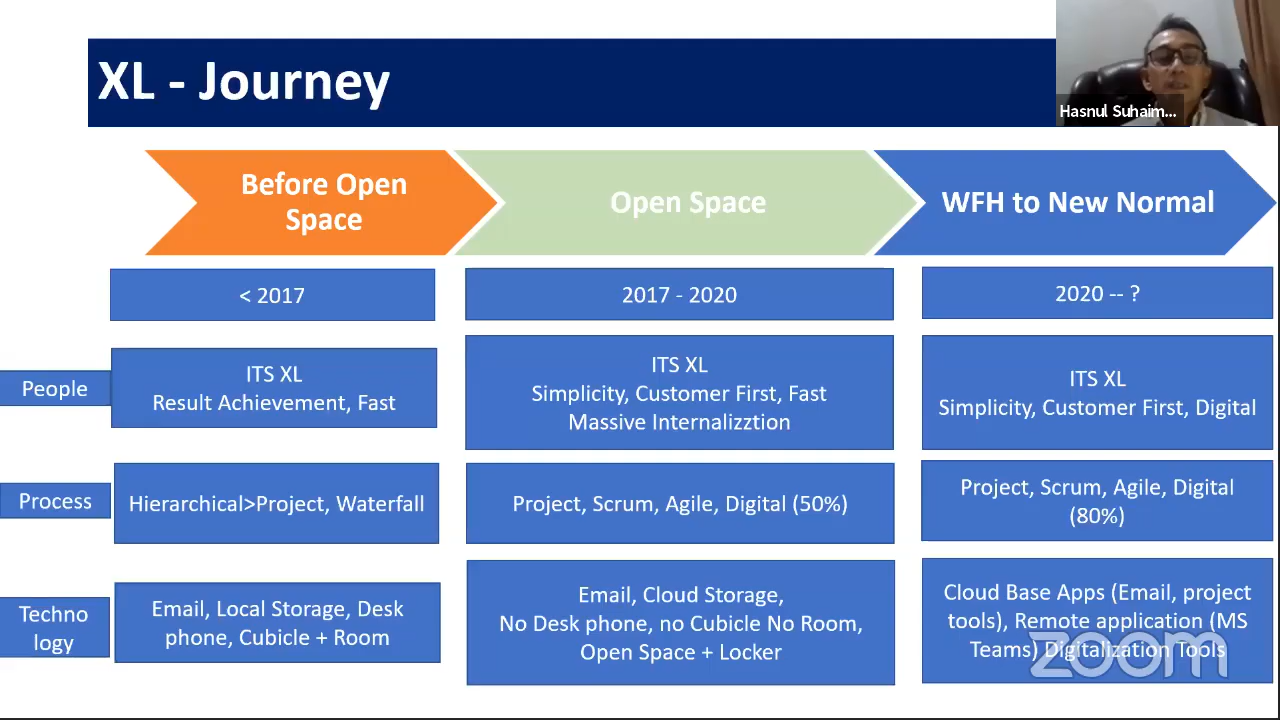 XL - Journey
Hasnul Suhaim...
Before Open
Space
Open Space
WFH to New Normal
< 2017
2017 - 2020
2020 -- ?
People
ITS XL
Result Achievement, Fast
ITS XL
Simplicity, Customer First, Fast
Massive Internalizztion
ITS XL
Simplicity, Customer First, Digital
Process
Hierarchical>Project, Waterfall
Project, Scrum, Agile, Digital (50%)
Project, Scrum, Agile, Digital
(80%)
Techno
logy
Email, Local Storage, Desk
phone, Cubicle + Room
Email, Cloud Storage,
No Desk phone, no Cubicle No Room,
Open Space + Locker
Cloud Base Apps (Email, project
tools), Remote application (MS
Teams) Digitalization Tools
zoom